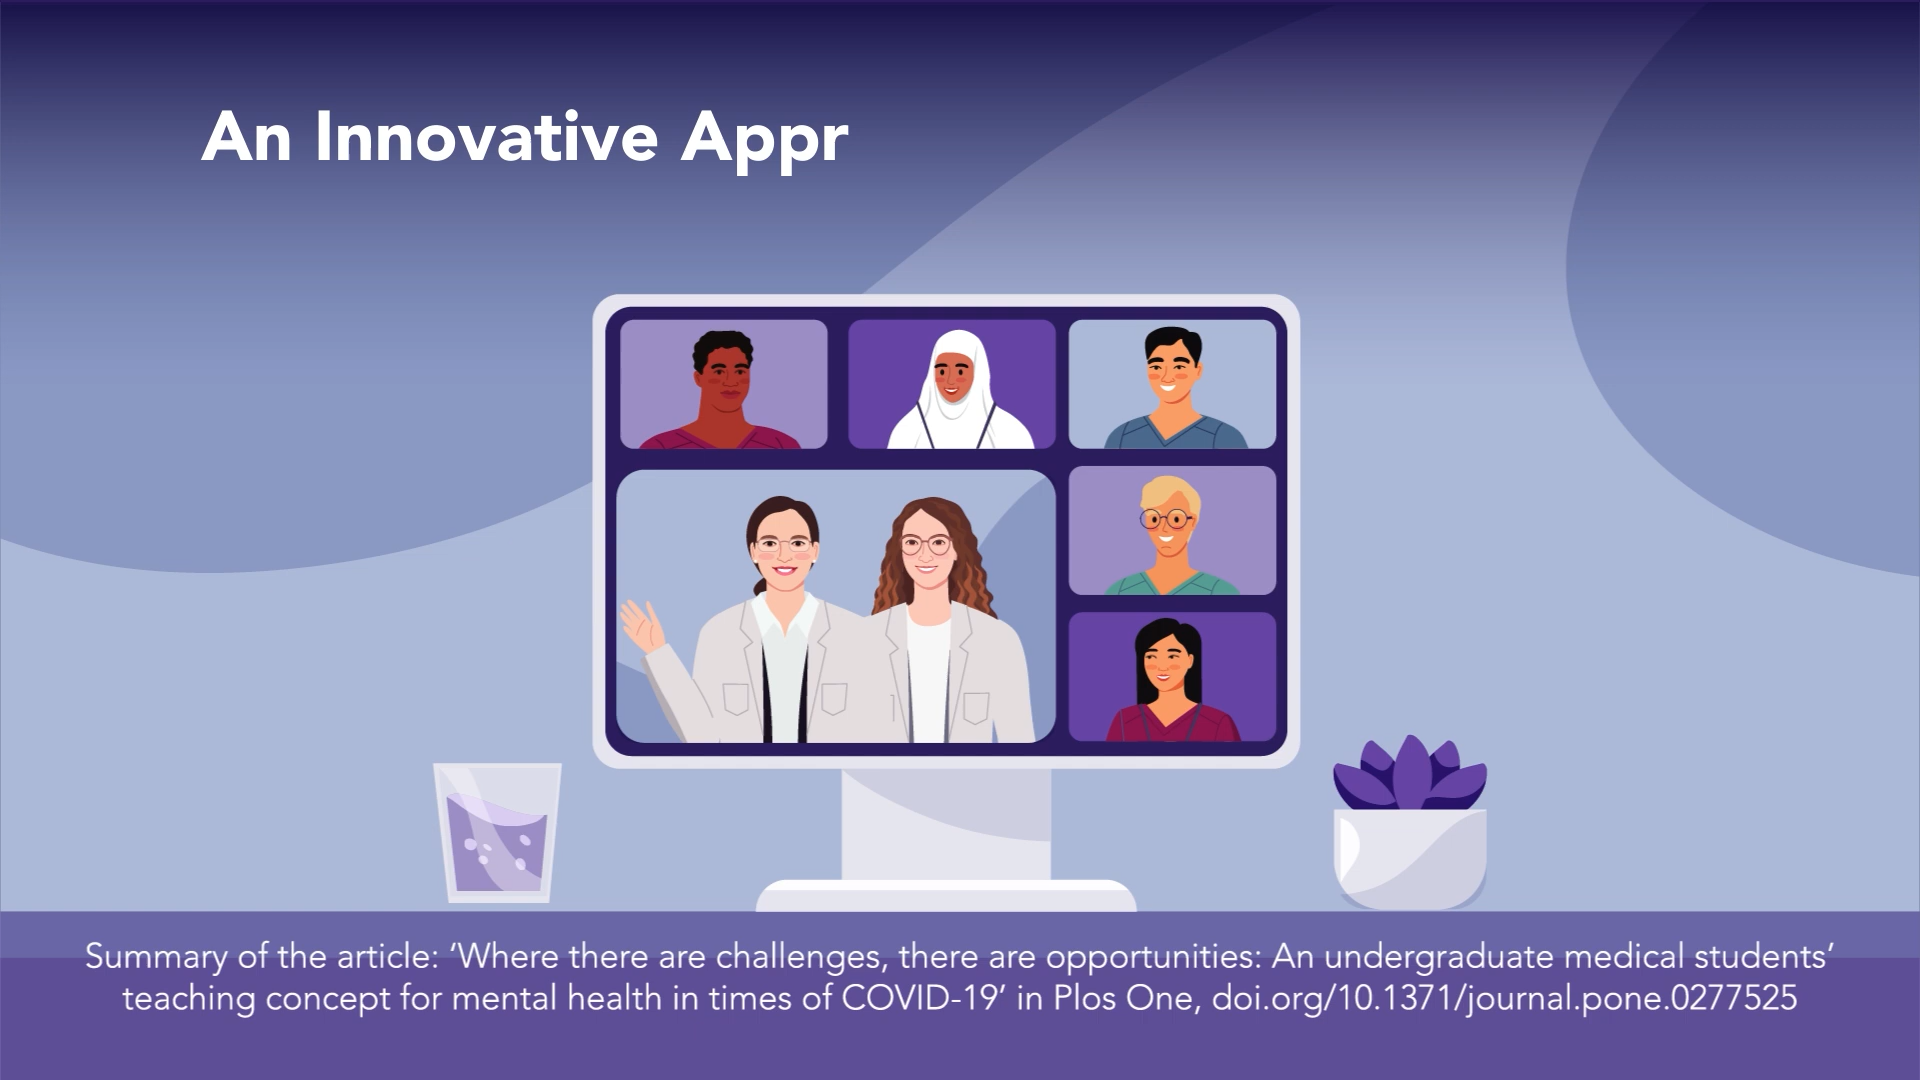 An Innovative Appr
Summary of the article: ‘Where there are challenges, there are opportunities: An undergraduate medical students’
teaching concept for mental health in times of COVID-19’ in Plos One, doi.org/10.1371/journal.pone.0277525